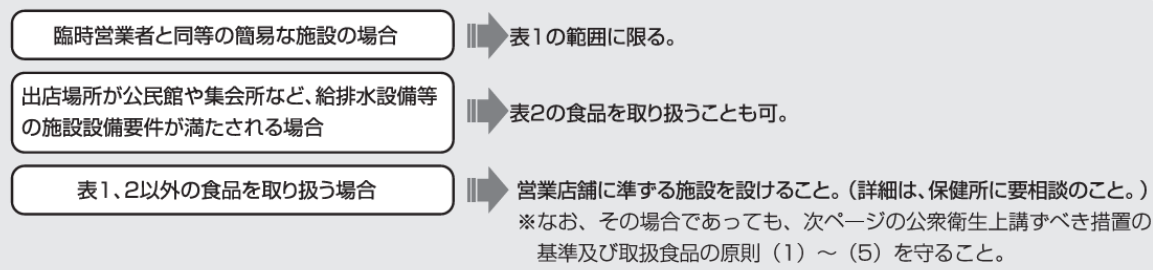 臨時営業者と同等の簡易な施設の場合
表1の範囲に限る。
出店場所が公民館や集会所など、給排水設備等
の施設設備要件が満たされる場合
表2の食品を取り扱うことも可。
表1、2以外の食品を取り扱う場合
営業店舗に準ずる施設を設けること。(詳細は、保健所に要相談のこと。)
※なお、その場合であっても、次ページの公衆衛生上講ずべき措置の
基準及び取扱食品の原則(1)〜(5)を守ること。